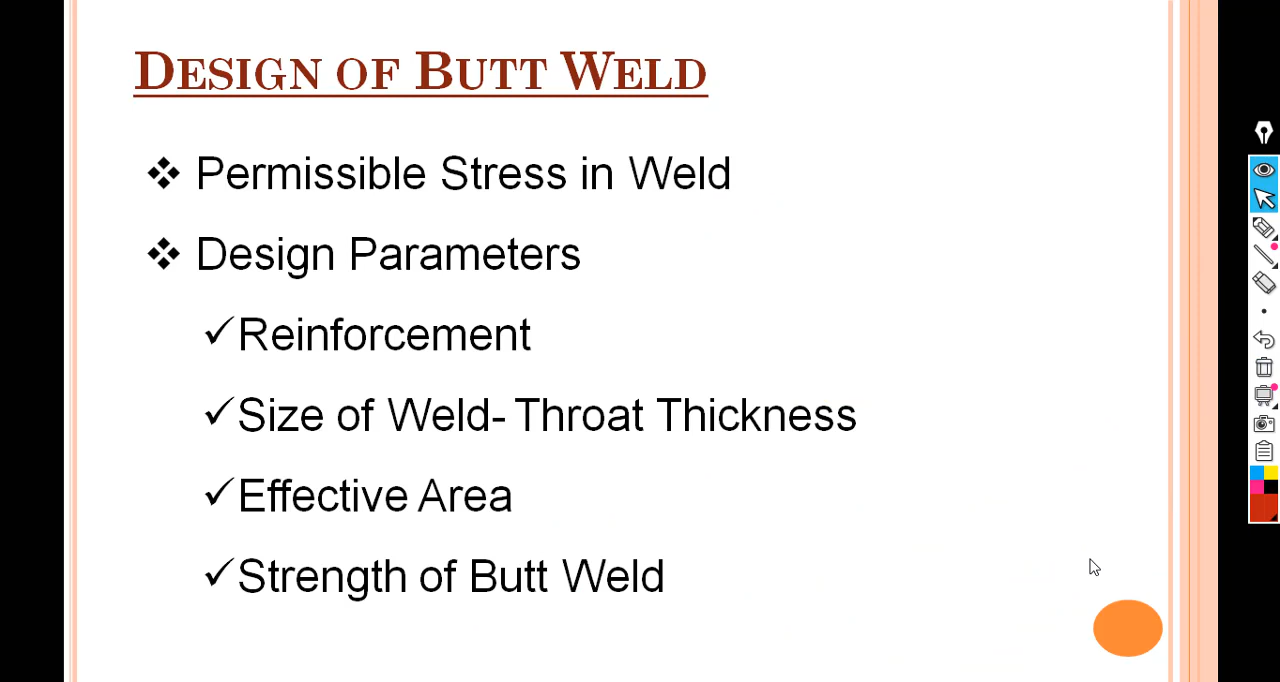 DESIGN OF BUTT WELD
❖ Permissible Stress in Weld
❖ Design Parameters
✓Reinforcement
✓Size of Weld- Throat Thickness
✓Effective Area
✓Strength of Butt Weld